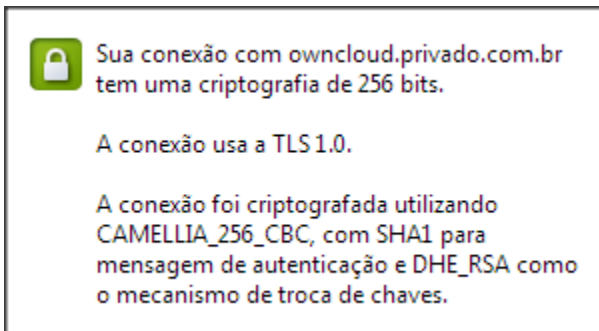 Sua conexão com owncloud.privado.com.br
tem uma criptografia de 256 bits.
A conexão usa a TLS 1.0.
A conexão foi criptografada utilizando
CAMELLIA_256_CBC, com SHA1 para
mensagem de autenticação e DHE_RSA como
o mecanismo de troca de chaves.